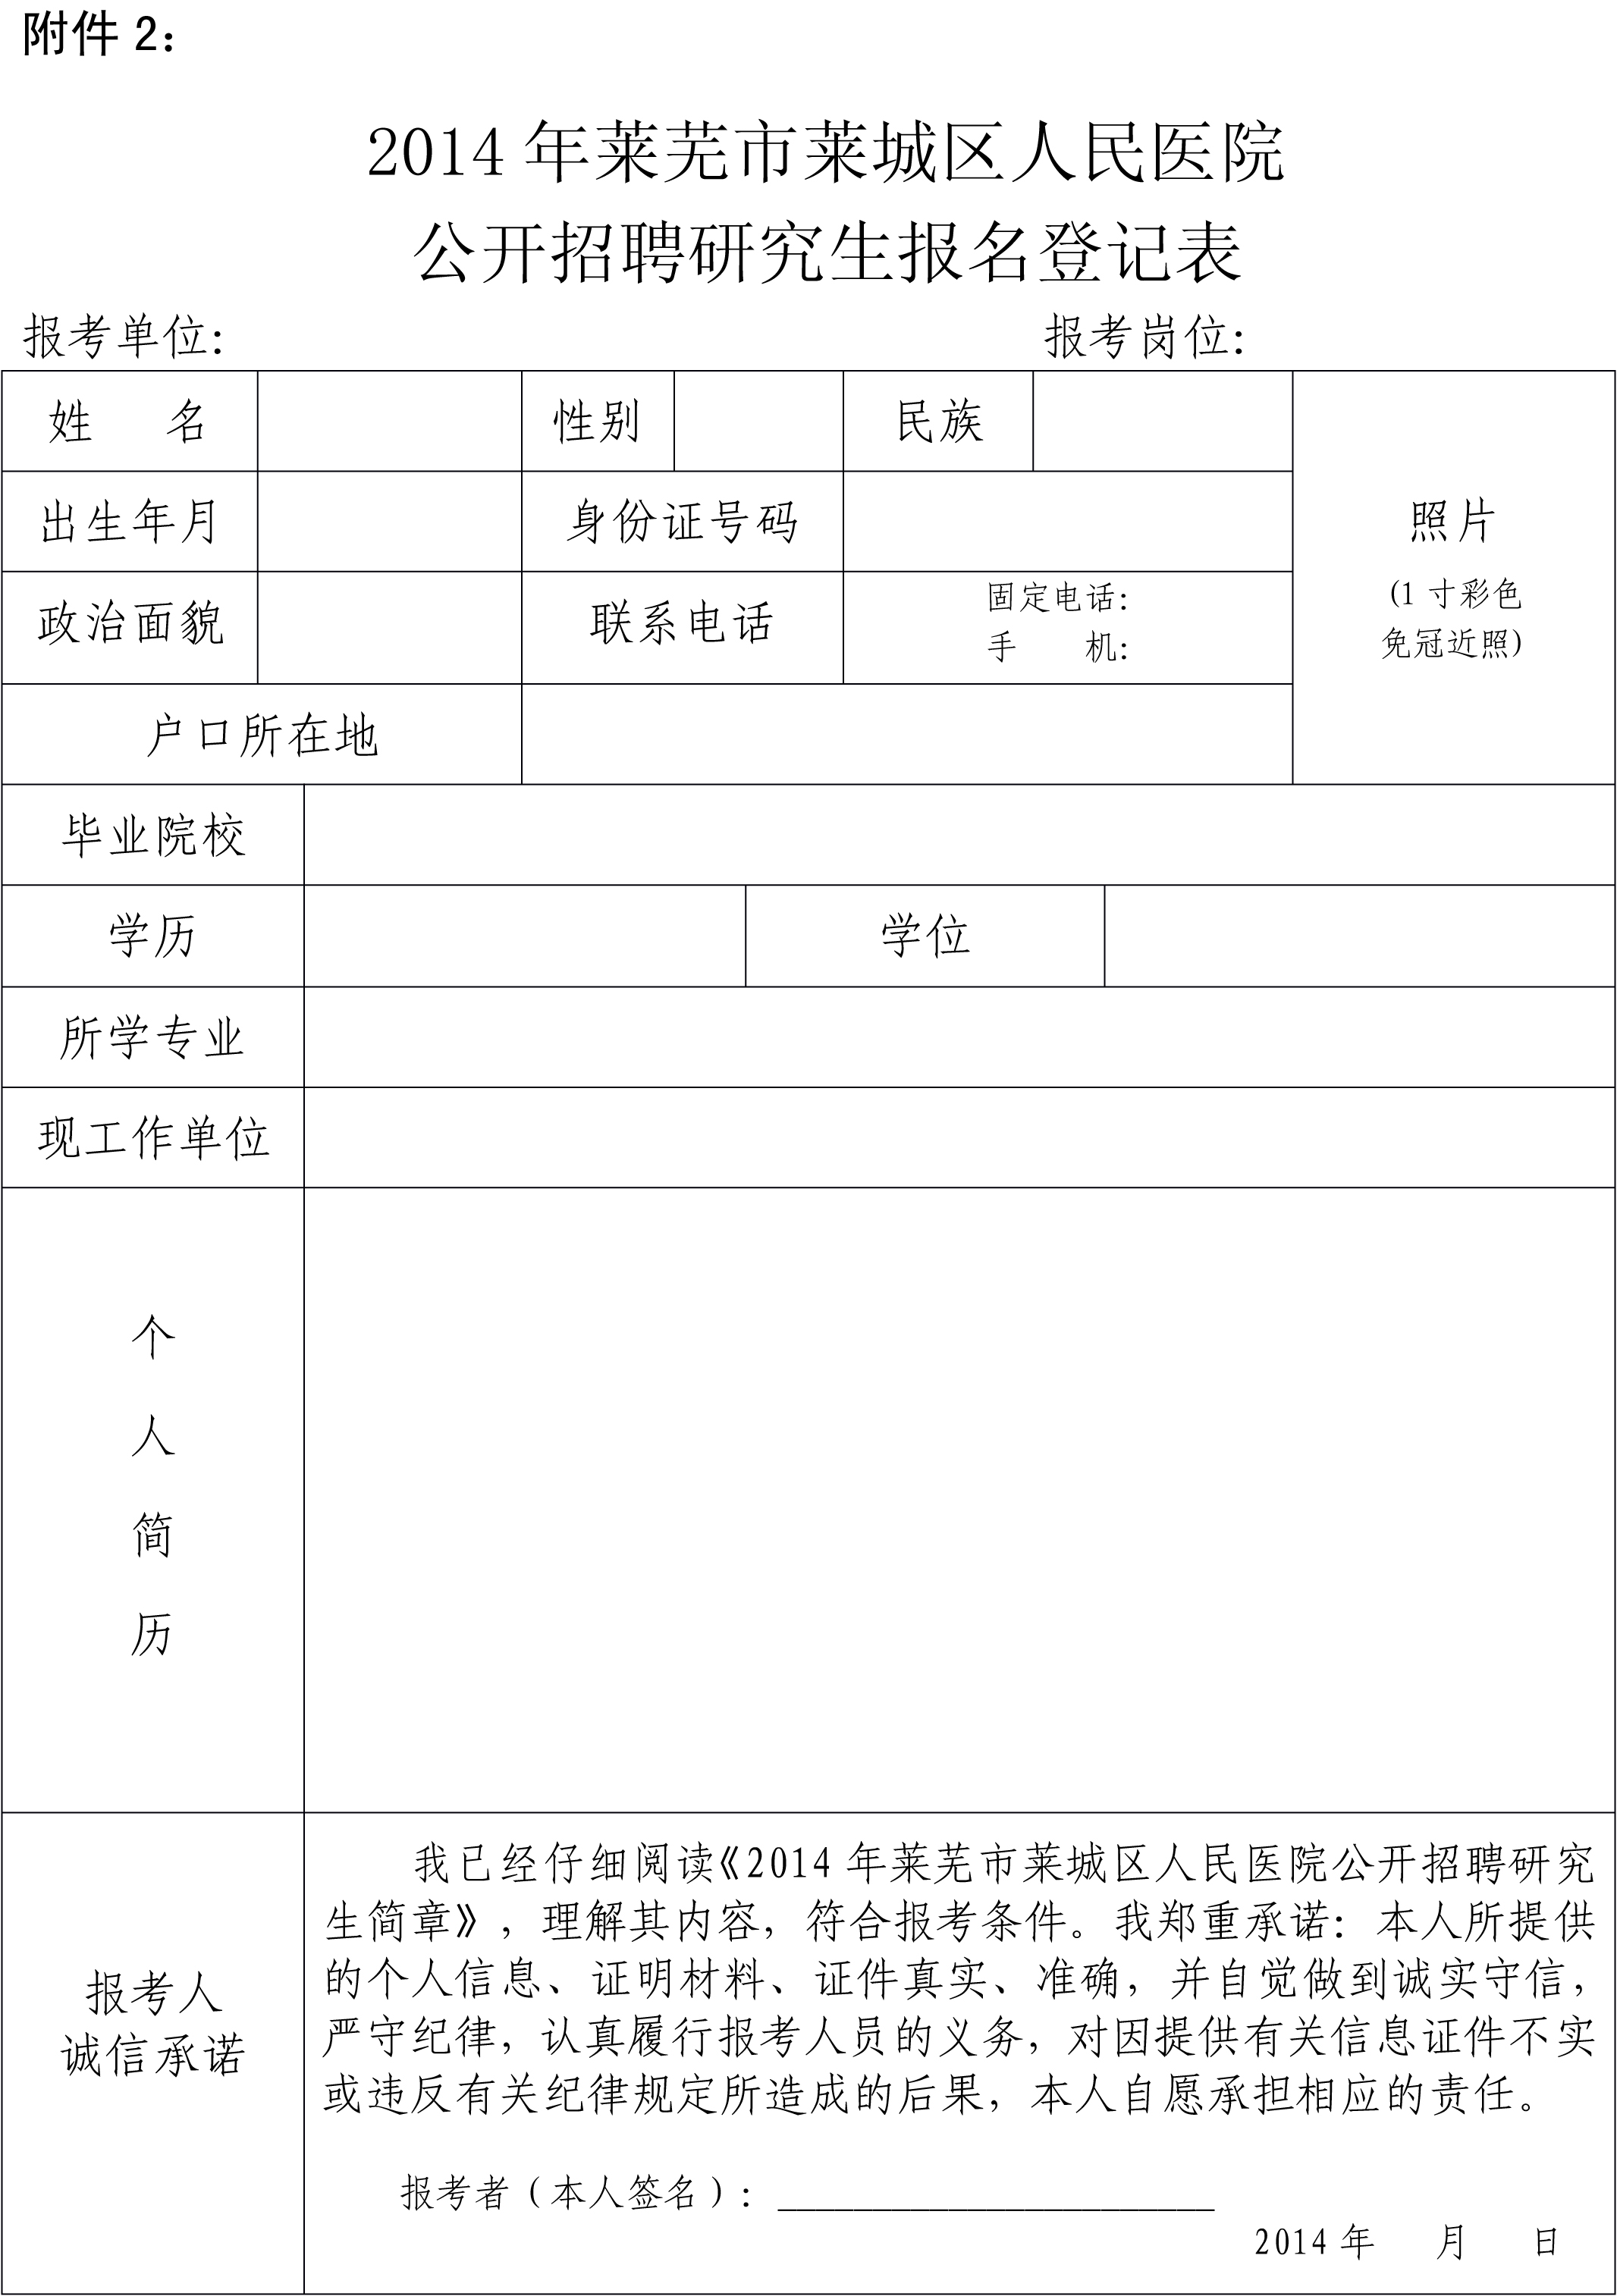 附件 2：
2014 年莱芜市莱城区人民医院
公开招聘研究生报名登记表
报考单位： 报考岗位：
姓 名 性别 民族
出生年月 身份证号码
照片
（1 寸彩色
免冠近照）
政治面貌 联系电话 固定电话：
手 机：
户口所在地
毕业院校
学历 学位
所学专业
现工作单位
个
人
简
历
报考人
诚信承诺
我已经仔细阅读《2014 年莱芜市莱城区人民医院公开招聘研究
生简章》，理解其内容，符合报考条件。我郑重承诺：本人所提供
的个人信息、证明材料、证件真实、准确，并自觉做到诚实守信，
严守纪律，认真履行报考人员的义务，对因提供有关信息证件不实
或违反有关纪律规定所造成的后果，本人自愿承担相应的责任。
报考者（本人签名）：
2014 年 月 日